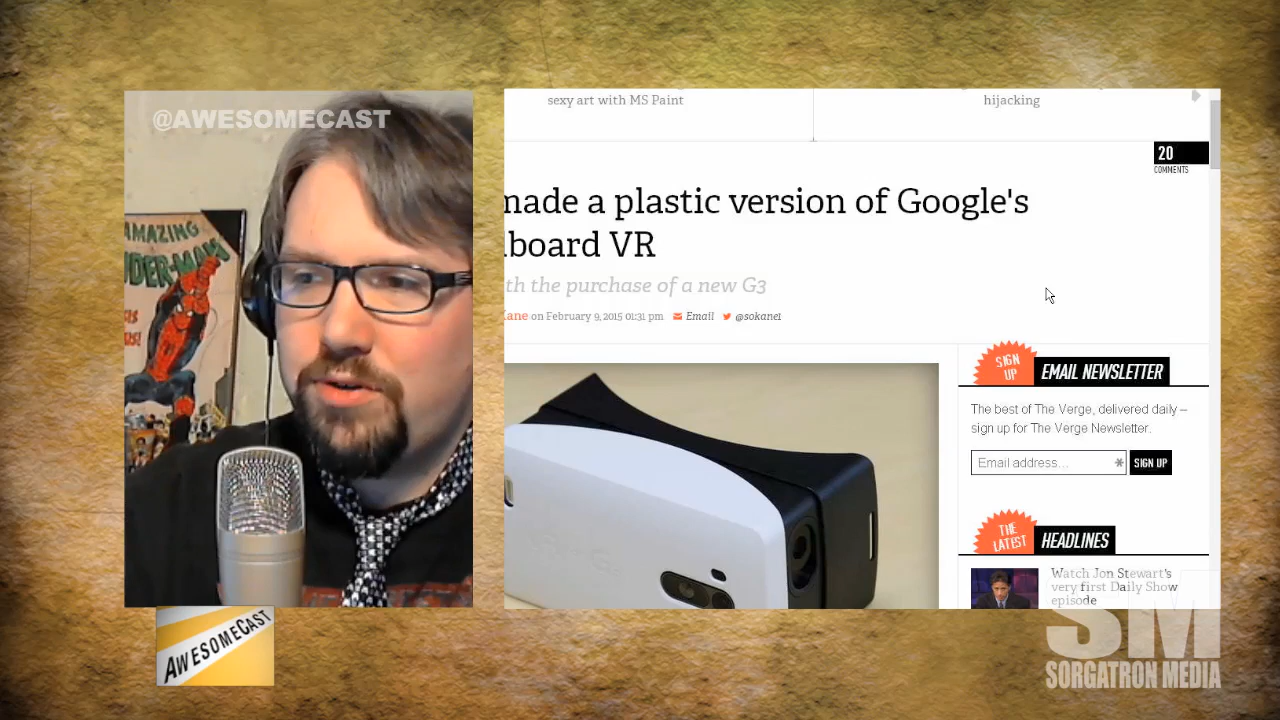 @AWESOMECAST
AMAZING
DER-MAN
AWESOMECAST
sexy art with MS Paint
hijacking
20
COMMENTS
made a plastic version of Google's
board VR
th the purchase of a new G3
Kane on February 9, 2015 01:31 pm Email @sokane1
SIGN
UP
EMAIL NEWSLETTER
The best of The Verge, delivered daily –
sign up for The Verge Newsletter.
Email address... *
SIGN UP
THE
LATEST
HEADLINES
Watch Jon Stewart's
very first Daily Show
episode
SM
SORGATRON MEDIA